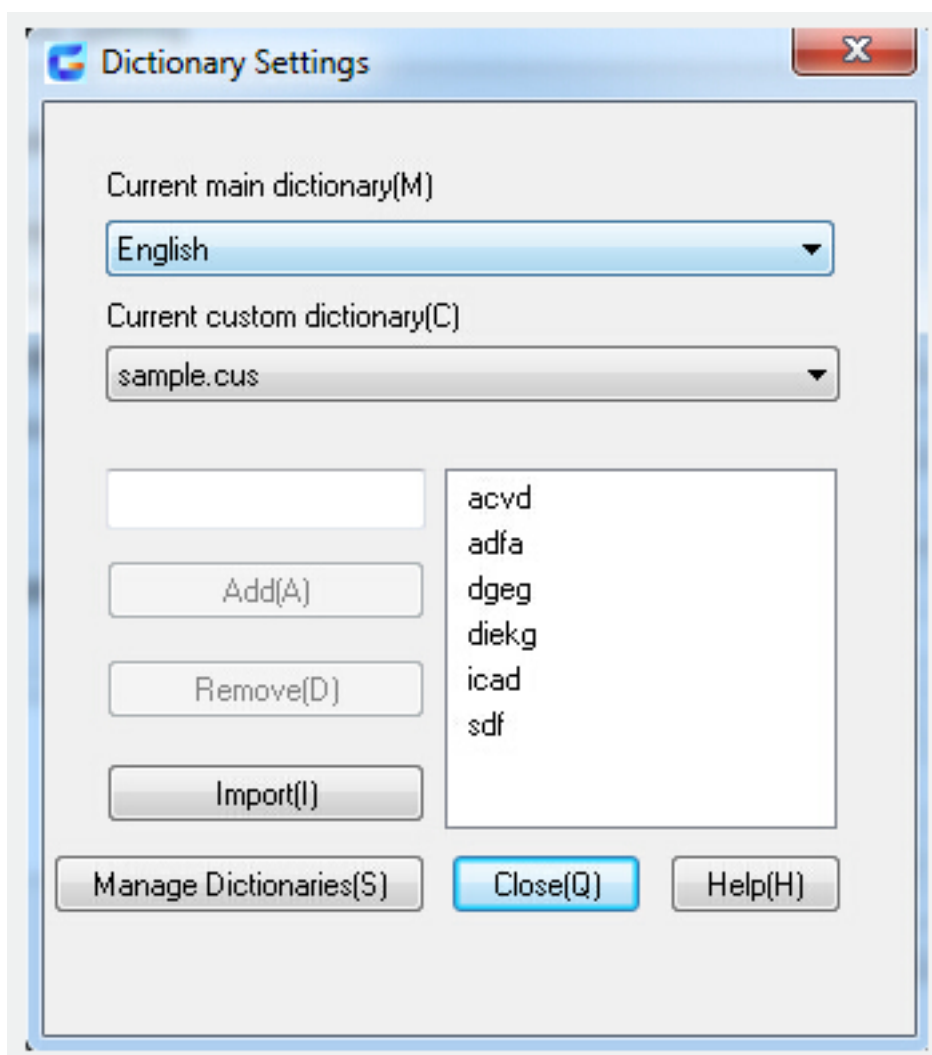 Dictionary Settings
Current main dictionary(M)
English
Current custom dictionary(C)
sample.cus
acvd
adfa
dgeg
diekg
icad
sdf
Add(A)
Remove(D)
Import(I)
Manage Dictionaries(S)
Close(Q)
Help(H)